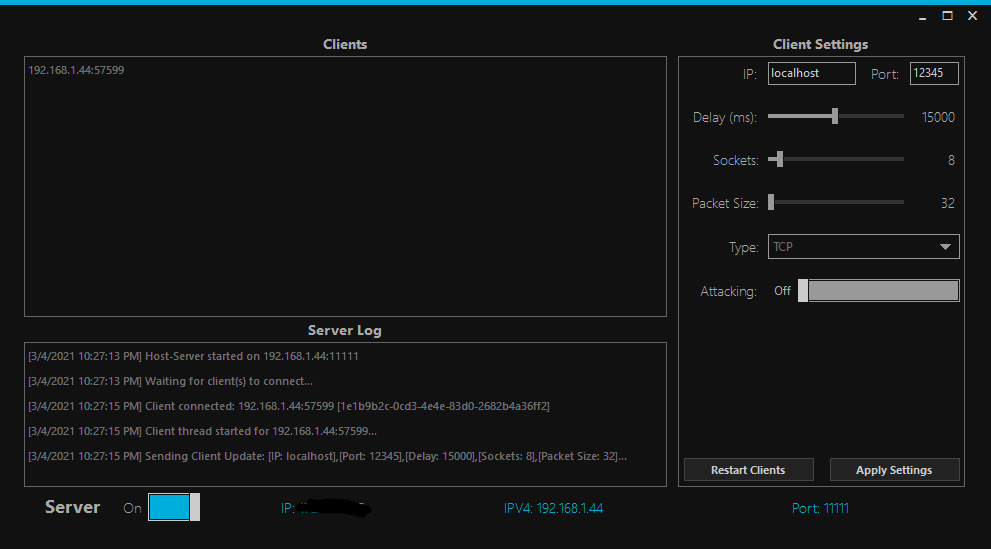 Clients
192.168.1.44:57599
Server Log
[3/4/2021 10:27:13 PM] Host-Server started on 192.168.1.44:11111
[3/4/2021 10:27:13 PM] Waiting for client(s) to connect...
[3/4/2021 10:27:15 PM] Client connected: 192.168.1.44:57599 [1e1b9b2c-0cd3-4e4e-83d0-2682b4a36ff2]
[3/4/2021 10:27:15 PM] Client thread started for 192.168.1.44:57599...
[3/4/2021 10:27:15 PM] Sending Client Update: [IP: localhost],[Port: 12345],[Delay: 15000],[Sockets: 8],[Packet Size: 32]...
Client Settings
IP: localhost Port: 12345
Delay (ms): 15000
Sockets: 8
Packet Size: 32
Type: TCP
Attacking: Off
Restart Clients Apply Settings
Server On IP: IPV4: 192.168.1.44 Port: 11111